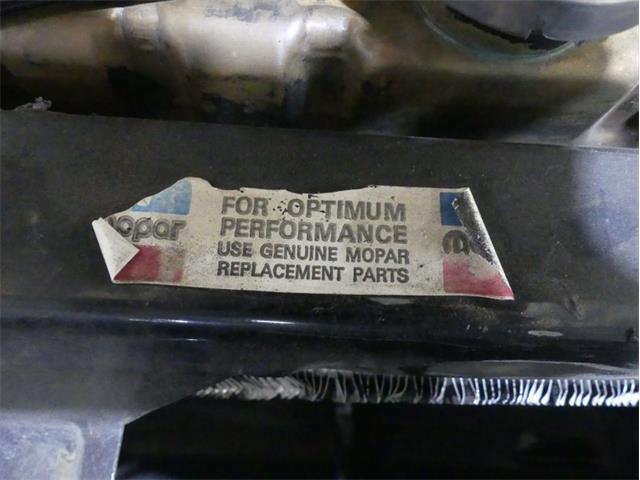 mopar
FOR OPTIMUM
PERFORMANCE
USE GENUINE MOPAR
REPLACEMENT PARTS